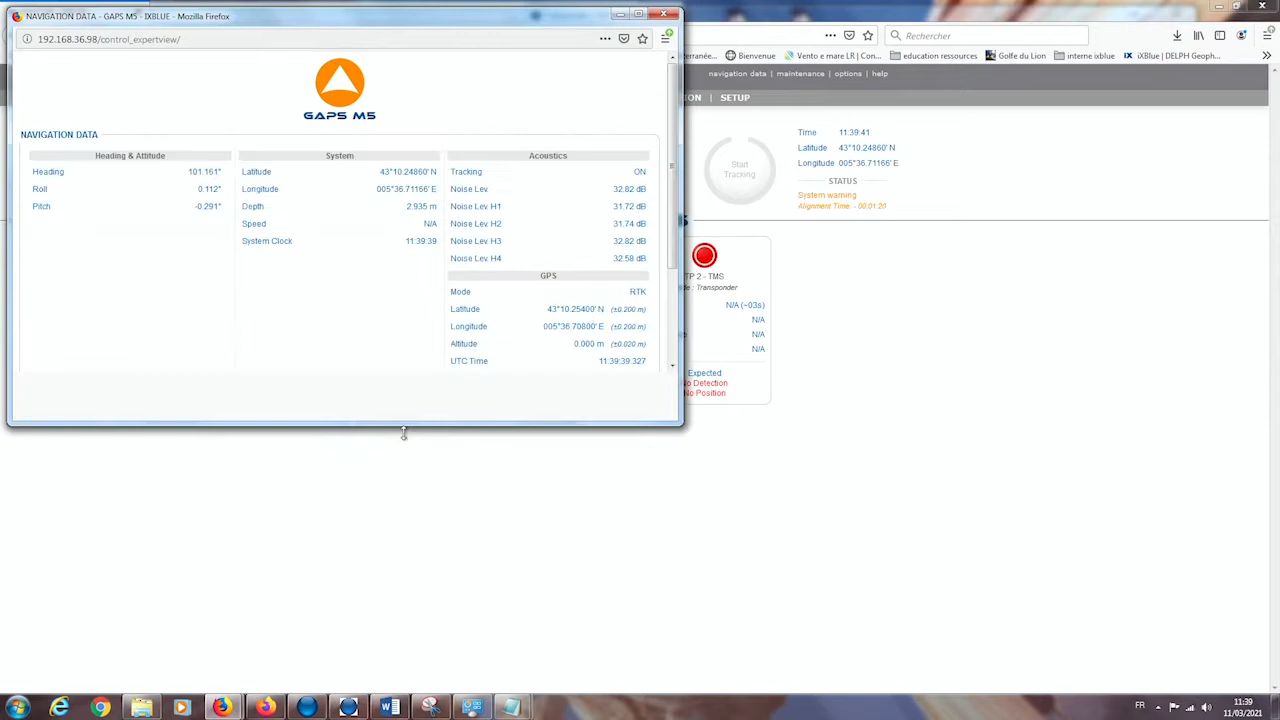 NAVIGATION DATA - GAPS M5 - IXBLUE - Mozilla Firefox
192.168.36.98/control_expertview/
GAPS M5
NAVIGATION DATA
Heading & Attitude
Heading 101.161°
Roll 0.112°
Pitch -0.291°
System
Latitude 43°10.24860' N
Longitude 005°36.71166' E
Depth 2.935 m
Speed N/A
System Clock 11:39:39
Acoustics
Tracking ON
Noise Lev. 32.82 dB
Noise Lev. H1 31.72 dB
Noise Lev. H2 31.74 dB
Noise Lev. H3 32.82 dB
Noise Lev. H4 32.58 dB
GPS
Mode RTK
Latitude 43°10.25400' N (±0.200 m)
Longitude 005°36.70800' E (±0.200 m)
Altitude 0.000 m (±0.020 m)
UTC Time 11:39:39.327
Rechercher
terranée... Bienvenue Vento e mare LR | Con... education ressources Golfe du Lion interne ixblue iXBlue | DELPH Geoph...
navigation data | maintenance | options | help
ION | SETUP
Start
Tracking
Time 11:39:41
Latitude 43°10.24860' N
Longitude 005°36.71166' E
STATUS
System warning
Alignment Time - 00:01:20
TP 2 - TMS
de : Transponder
N/A (~03s)
N/A
N/A
N/A
Expected
No Detection
No Position
FR
11:39
11/03/2021